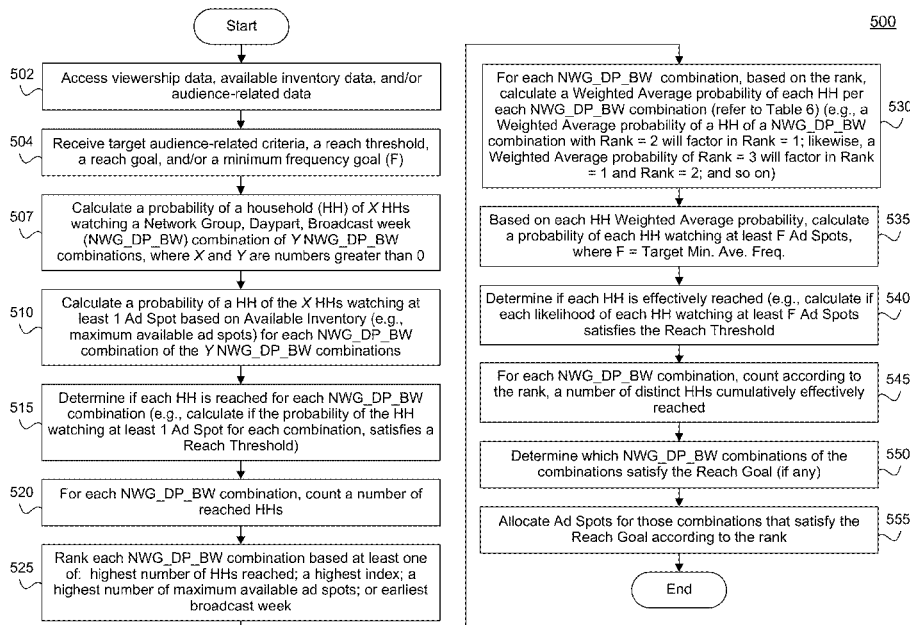 500
Start
502
Access viewership data, available inventory data, and/or
audience-related data
504
Receive target audience-related criteria, a reach threshold,
a reach goal, and/or a minimum frequency goal (F)
507
Calculate a probability of a household (HH) of X HHs
watching a Network Group, Daypart, Broadcast week
(NWG_DP_BW) combination of Y NWG_DP_BW
combinations, where X and Y are numbers greater than 0
510
Calculate a probability of a HH of the X HHs watching at
least 1 Ad Spot based on Available Inventory (e.g.,
maximum available ad spots) for each NWG_DP_BW
combination of the Y NWG_DP_BW combinations
515
Determine if each HH is reached for each NWG_DP_BW
combination (e.g., calculate if the probability of the HH
watching at least 1 Ad Spot for each combination, satisfies a
Reach Threshold)
520
For each NWG_DP_BW combination, count a number of
reached HHs
525
Rank each NWG_DP_BW combination based at least one
of: highest number of HHs reached; a highest index; a
highest number of maximum available ad spots; or earliest
broadcast week
530
For each NWG_DP_BW combination, based on the rank,
calculate a Weighted Average probability of each HH per
each NWG_DP_BW combination (refer to Table 6) (e.g., a
Weighted Average probability of a HH of a NWG_DP_BW
combination with Rank = 2 will factor in Rank = 1; likewise, a
Weighted Average probability of Rank = 3 will factor in Rank
= 1 and Rank = 2; and so on)
535
Based on each HH Weighted Average probability, calculate
a probability of each HH watching at least F Ad Spots,
where F = Target Min. Ave. Freq.
540
Determine if each HH is effectively reached (e.g., calculate if
each likelihood of each HH watching at least F Ad Spots
satisfies the Reach Threshold
545
For each NWG_DP_BW combination, count according to
the rank, a number of distinct HHs cumulatively effectively
reached
550
Determine which NWG_DP_BW combinations of the
combinations satisfy the Reach Goal (if any)
555
Allocate Ad Spots for those combinations that satisfy the
Reach Goal according to the rank
End